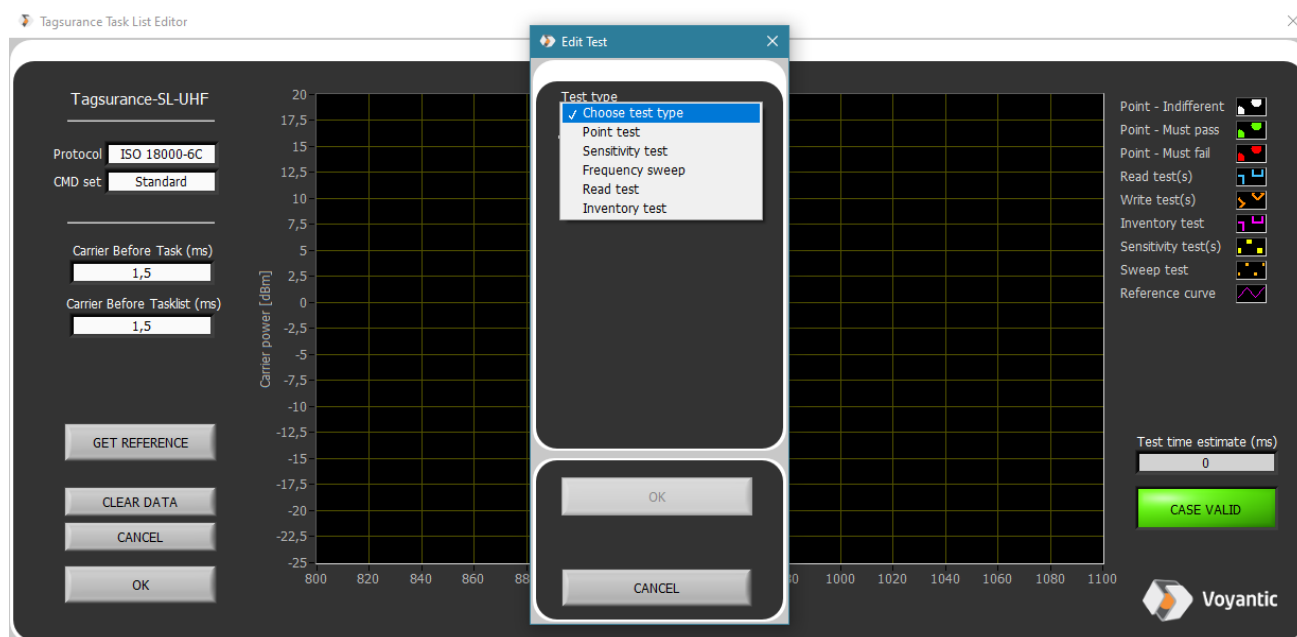 Tagsurance Task List Editor
Edit Test
Tagsurance-SL-UHF
Protocol ISO 18000-6C
CMD set Standard
Carrier Before Task (ms)
1,5
Carrier Before Tasklist (ms)
1,5
GET REFERENCE
CLEAR DATA
CANCEL
OK
Carrier power [dBm]
20
17,5
15
12,5
10
7,5
5
2,5
0
-2,5
-5
-7,5
-10
-12,5
-15
-17,5
-20
-22,5
-25
800 820 840 860 1000 1020 1040 1060 1080 1100
Test type
Choose test type
Point test
Sensitivity test
Frequency sweep
Read test
Inventory test
OK
CANCEL
Point - Indifferent
Point - Must pass
Point - Must fail
Read test(s)
Write test(s)
Inventory test
Sensitivity test(s)
Sweep test
Reference curve
Test time estimate (ms)
0
CASE VALID
Voyantic